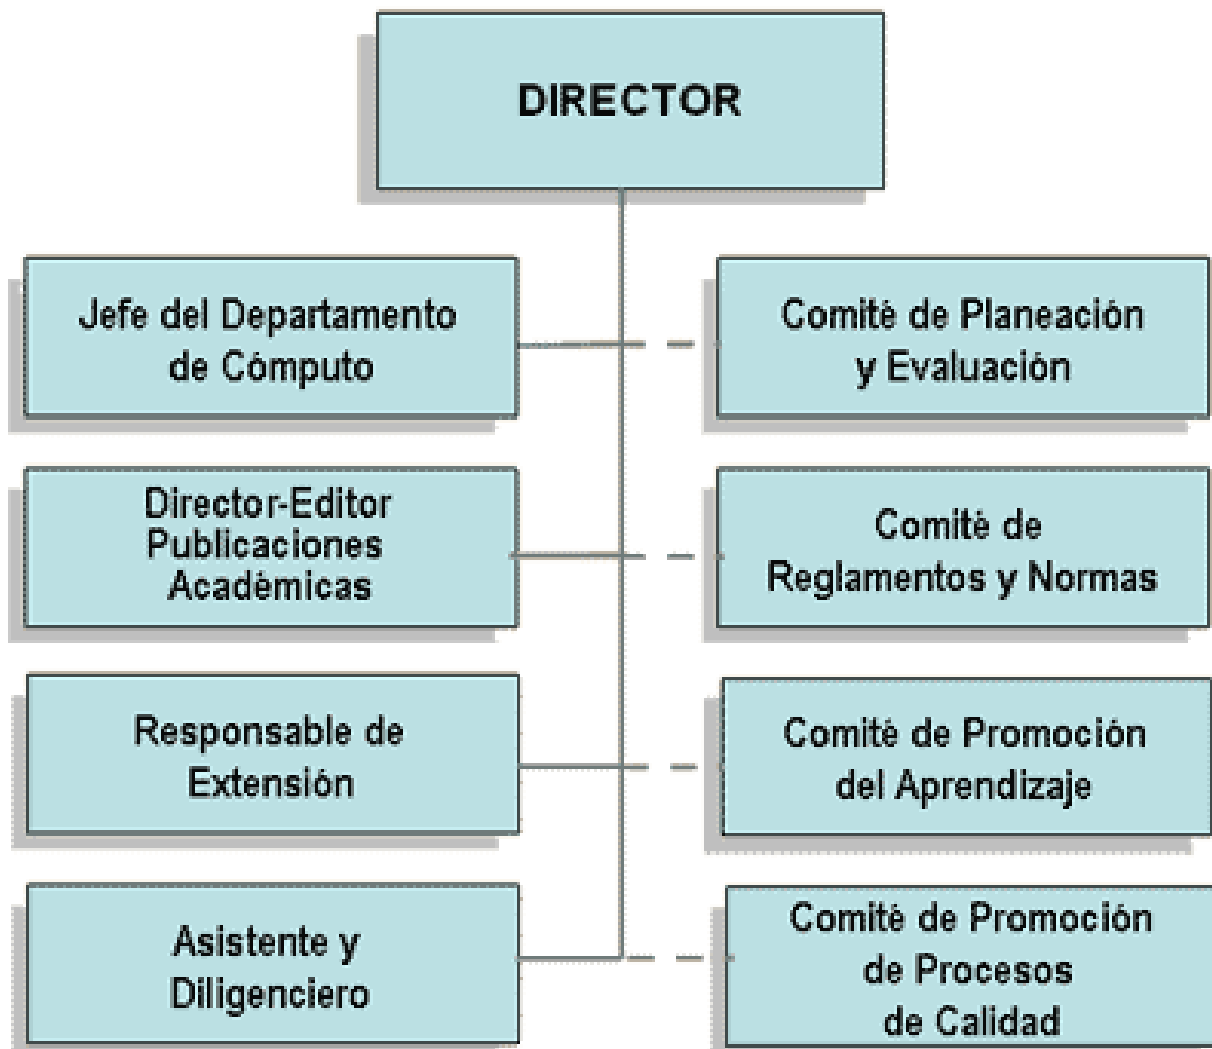 DIRECTOR
Jefe del Departamento
de Cómputo
Comité de Planeación
y Evaluación
Director-Editor
Publicaciones
Académicas
Comité de
Reglamentos y Normas
Responsable de
Extensión
Comité de Promoción
del Aprendizaje
Asistente y
Diligenciero
Comité de Promoción
de Procesos
de Calidad